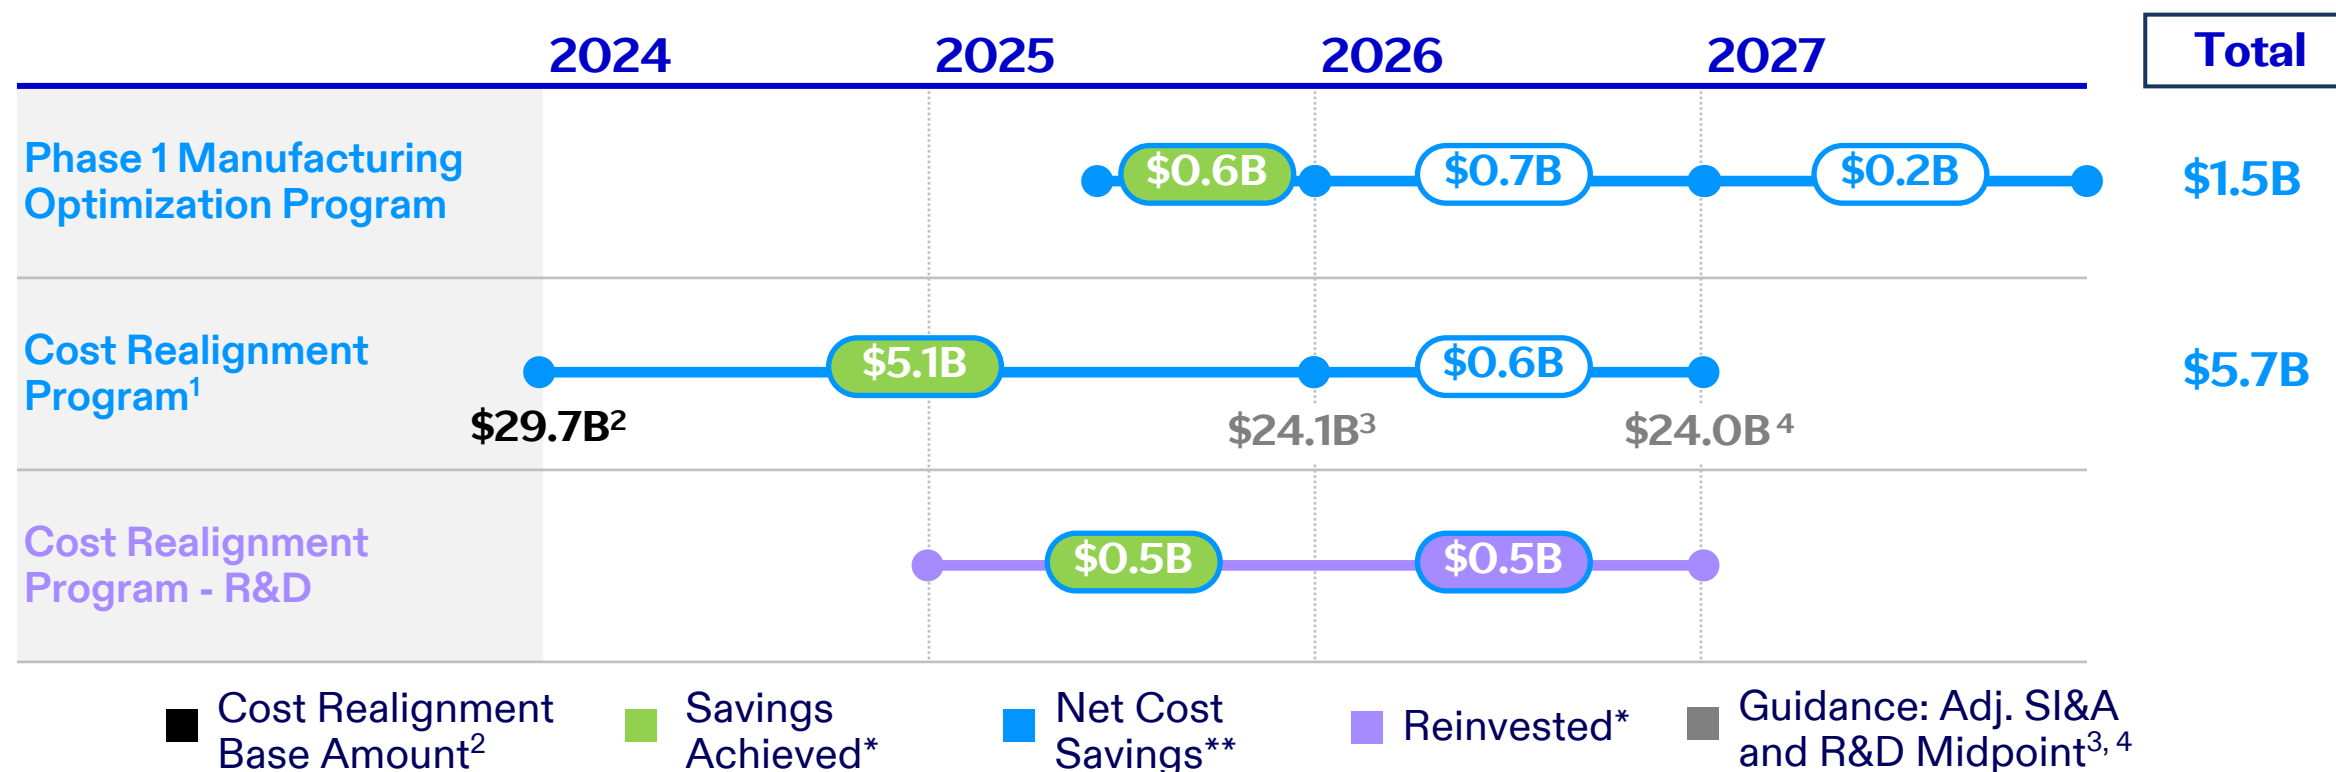 2024 2025 2026 2027 Total
Phase 1 Manufacturing
Optimization Program
$0.6B $0.7B $0.2B $1.5B
Cost Realignment
Program¹
$5.1B $0.6B $5.7B
$29.7B² $24.1B³ $24.0B⁴
Cost Realignment
Program - R&D
$0.5B $0.5B
Cost Realignment
Base Amount²
Savings
Achieved*
Net Cost
Savings**
Reinvested*
Guidance: Adj. SI&A
and R&D Midpoint³, ⁴